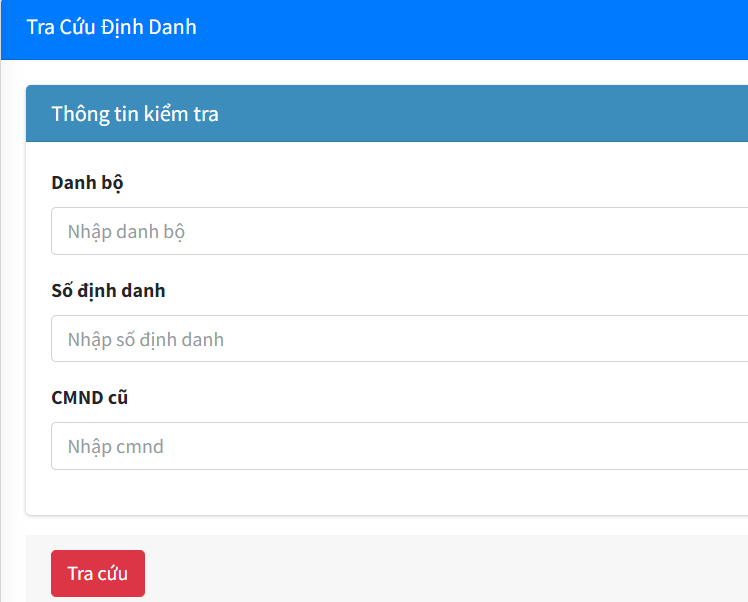 Tra Cứu Định Danh
Thông tin kiểm tra
Danh bộ
Nhập danh bộ
Số định danh
Nhập số định danh
CMND cũ
Nhập cmnd
Tra cứu